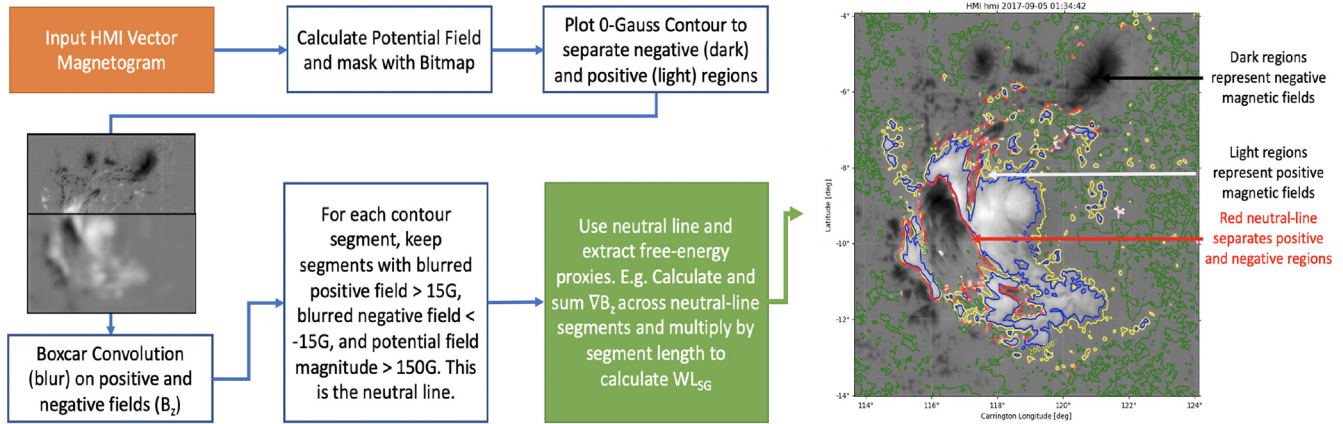 Input HMI Vector
Magnetogram
Calculate Potential Field
and mask with Bitmap
Plot 0-Gauss Contour to
separate negative (dark)
and positive (light) regions
Boxcar Convolution
(blur) on positive and
negative fields (Bz)
For each contour
segment, keep
segments with blurred
positive field > 15G,
blurred negative field <
-15G, and potential field
magnitude > 150G. This
is the neutral line.
Use neutral line and
extract free-energy
proxies. E.g. Calculate and
sum ∇Bz across neutral-line
segments and multiply by
segment length to
calculate WLSG
HMI hmi 2017-09-05 01:34:42
-4°
-6°
-8°
-10°
-12°
-14°
Latitude [deg]
114°
116°
118°
120°
122°
124°
Carrington Longitude [deg]
Dark regions
represent negative
magnetic fields
Light regions
represent positive
magnetic fields
Red neutral-line
separates positive
and negative regions